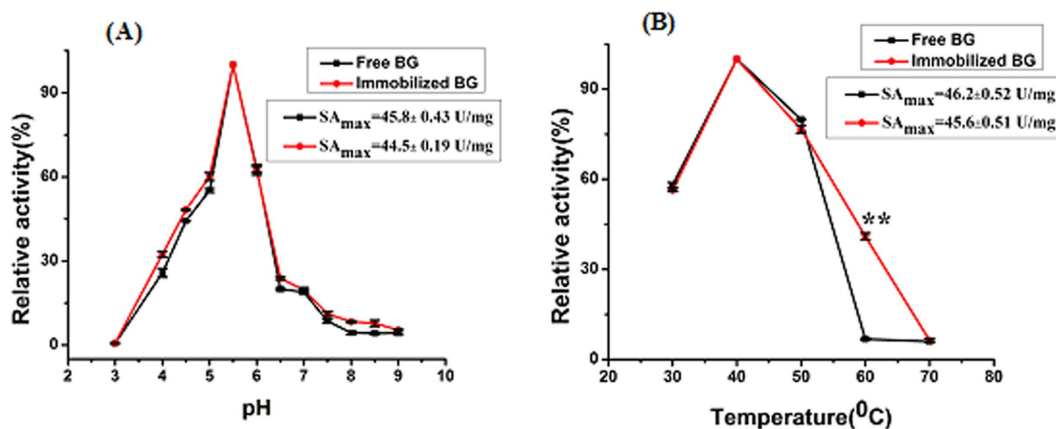 (A)
Free BG
Immobilized BG
SAmax=45.8± 0.43 U/mg
SAmax=44.5± 0.19 U/mg
Relative activity(%)
90
60
30
0
2 3 4 5 6 7 8 9 10
pH
(B)
Free BG
Immobilized BG
SAmax=46.2±0.52 U/mg
SAmax=45.6±0.51 U/mg
**
Relative activity(%)
90
60
30
0
20 30 40 50 60 70 80
Temperature(⁰C)